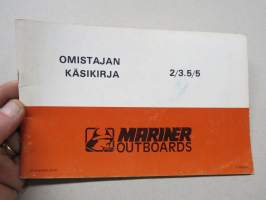 OMISTAJAN
KÄSIKIRJA 2/3.5/5
MARINER
OUTBOARDS